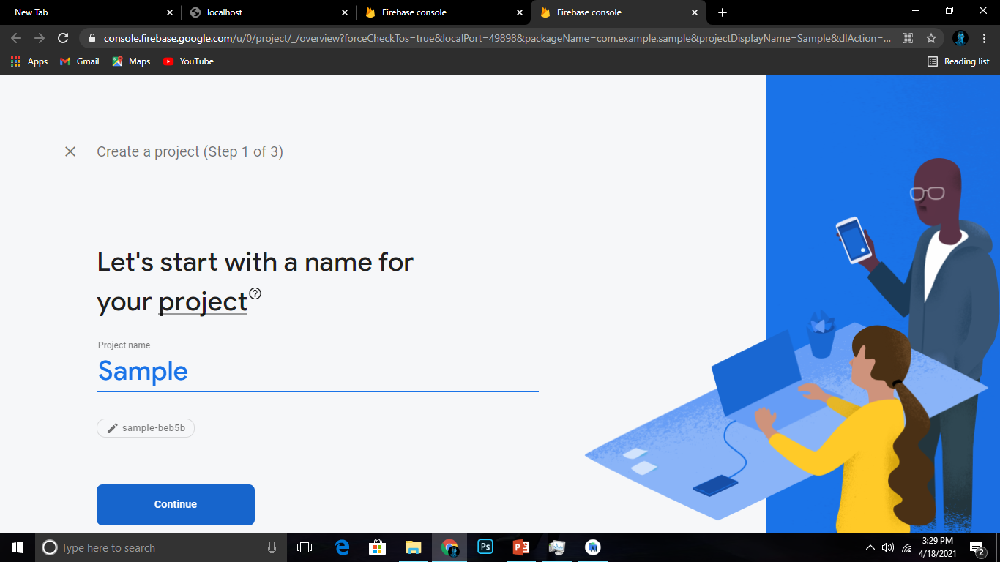 New Tab
localhost
Firebase console
Firebase console
console.firebase.google.com/u/0/project/_/overview?forceCheckTos=true&localPort=49898&packageName=com.example.sample&projectDisplayName=Sample&dlAction=...
Apps
Gmail
Maps
YouTube
Reading list
Create a project (Step 1 of 3)
Let's start with a name for
your project
Project name
Sample
sample-beb5b
Continue
Type here to search
Ps
3:29 PM
4/18/2021
2